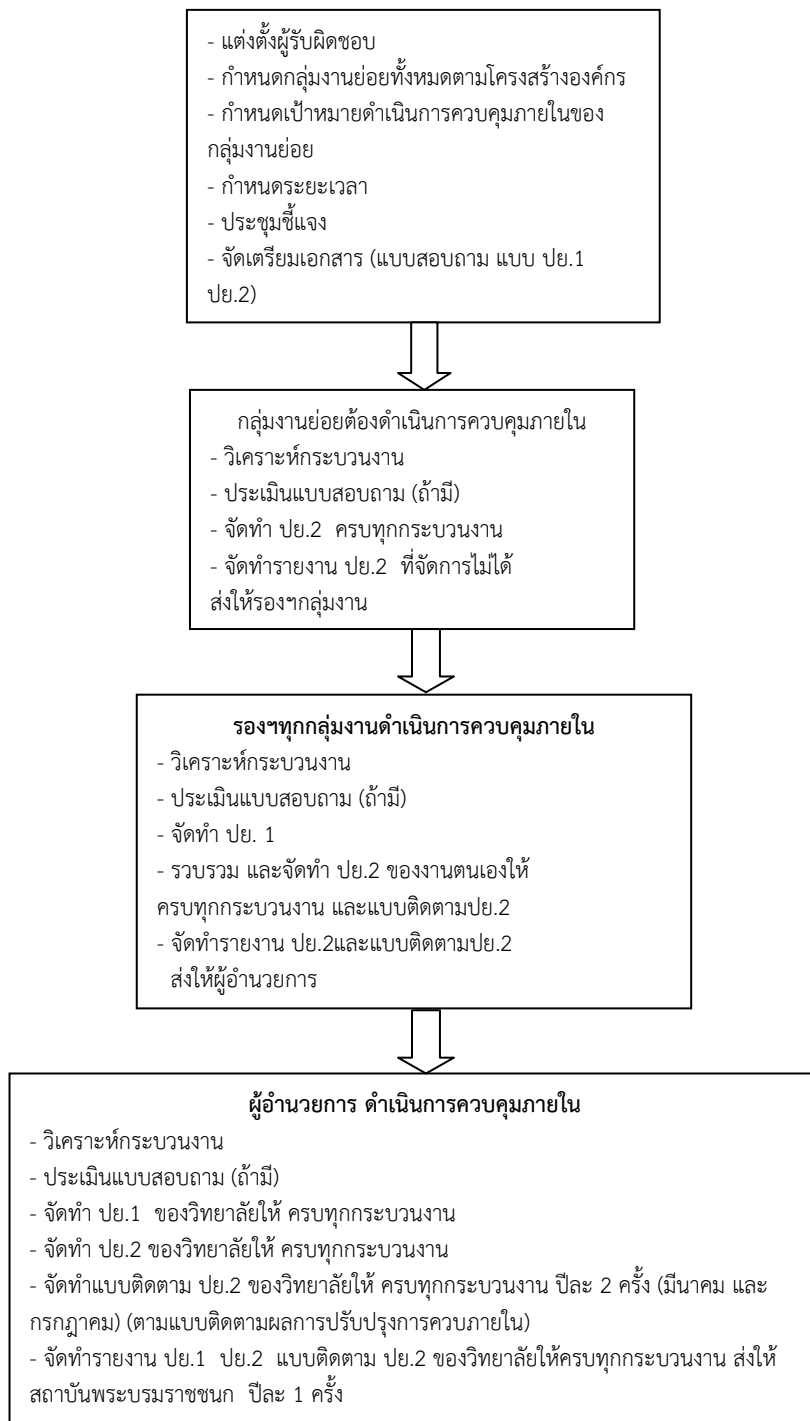 - แต่งตั้งผู้รับผิดชอบ
- กำหนดกลุ่มงานย่อยทั้งหมดตามโครงสร้างองค์กร
- กำหนดเป้าหมายดำเนินการควบคุมภายในของ
กลุ่มงานย่อย
- กำหนดระยะเวลา
- ประชุมชี้แจง
- จัดเตรียมเอกสาร (แบบสอบถาม แบบ ปย.1
ปย.2)
กลุ่มงานย่อยต้องดำเนินการควบคุมภายใน
- วิเคราะห์กระบวนงาน
- ประเมินแบบสอบถาม (ถ้ามี)
- จัดทำ ปย.2 ครบทุกกระบวนงาน
- จัดทำรายงาน ปย.2 ที่จัดการไม่ได้
ส่งให้รองฯกลุ่มงาน
รองฯทุกกลุ่มงานดำเนินการควบคุมภายใน
- วิเคราะห์กระบวนงาน
- ประเมินแบบสอบถาม (ถ้ามี)
- จัดทำ ปย. 1
- รวบรวม และจัดทำ ปย.2 ของงานตนเองให้
ครบทุกกระบวนงาน และแบบติดตามปย.2
- จัดทำรายงาน ปย.2และแบบติดตามปย.2
ส่งให้ผู้อำนวยการ
ผู้อำนวยการ ดำเนินการควบคุมภายใน
- วิเคราะห์กระบวนงาน
- ประเมินแบบสอบถาม (ถ้ามี)
- จัดทำ ปย.1 ของวิทยาลัยให้ ครบทุกกระบวนงาน
- จัดทำ ปย.2 ของวิทยาลัยให้ ครบทุกกระบวนงาน
- จัดทำแบบติดตาม ปย.2 ของวิทยาลัยให้ ครบทุกกระบวนงาน ปีละ 2 ครั้ง (มีนาคม และ
กรกฎาคม) (ตามแบบติดตามผลการปรับปรุงการควบภายใน)
- จัดทำรายงาน ปย.1 ปย.2 แบบติดตาม ปย.2 ของวิทยาลัยให้ครบทุกกระบวนงาน ส่งให้
สถาบันพระบรมราชชนก ปีละ 1 ครั้ง